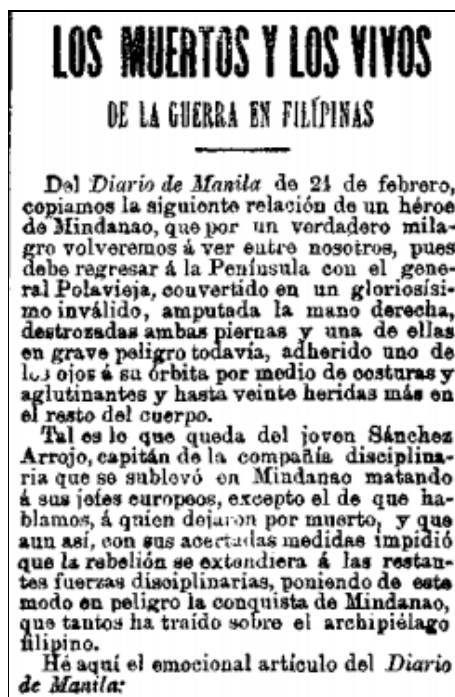 LOS MUERTOS Y LOS VIVOS
DE LA GUERRA EN FILÍPINAS
Del Diario de Manila de 24 de febrero,
copiamos la siguiente relación de un héroe
de Mindanao, que por un verdadero mila-
gro volveremos á ver entre nosotros, pues
debe regresar á la Península con el gene-
ral Polavieja, convertido en un gloriosísi-
mo inválido, amputada la mano derecha,
destrozadas ambas piernas y una de ellas
en grave peligro todavía, adherido uno de
los ojos á su órbita por medio de costuras y
aglutinantes y hasta veinte heridas más en
el resto del cuerpo.
Tal es lo que queda del joven Sánchez
Arrojo, capitán de la compañía disciplina-
ria que se sublevó en Mindanao matando
á sus jefes europeos, excepto el de que ha-
blamos, á quien dejaron por muerto, y que
aun así, con sus acertadas medidas impidió
que la rebelión se extendiera á las restan-
tes fuerzas disciplinarias, poniendo de este
modo en peligro la conquista de Mindanao,
que tantos ha traído sobre el archipiélago
filipino.
Hé aquí el emocional artículo del Diario
de Manila: